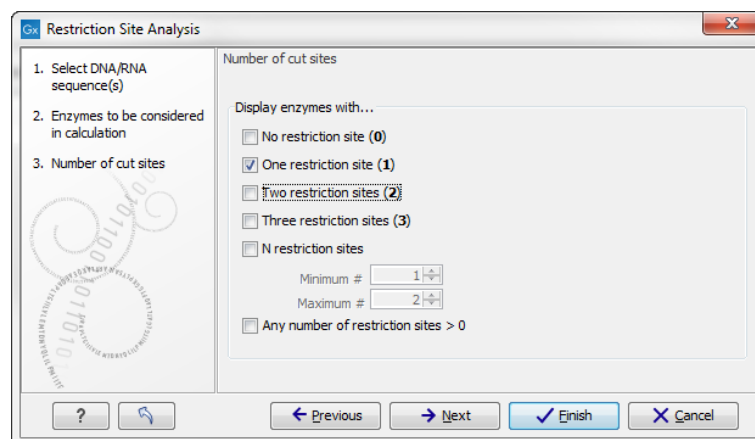 Gx Restriction Site Analysis
X
1. Select DNA/RNA
sequence(s)
2. Enzymes to be considered
in calculation
3. Number of cut sites
Number of cut sites
Display enzymes with...
No restriction site (0)
One restriction site (1)
Two restriction sites (2)
Three restriction sites (3)
N restriction sites
Minimum # 1
Maximum # 2
Any number of restriction sites > 0
?
Previous
Next
Finish
Cancel